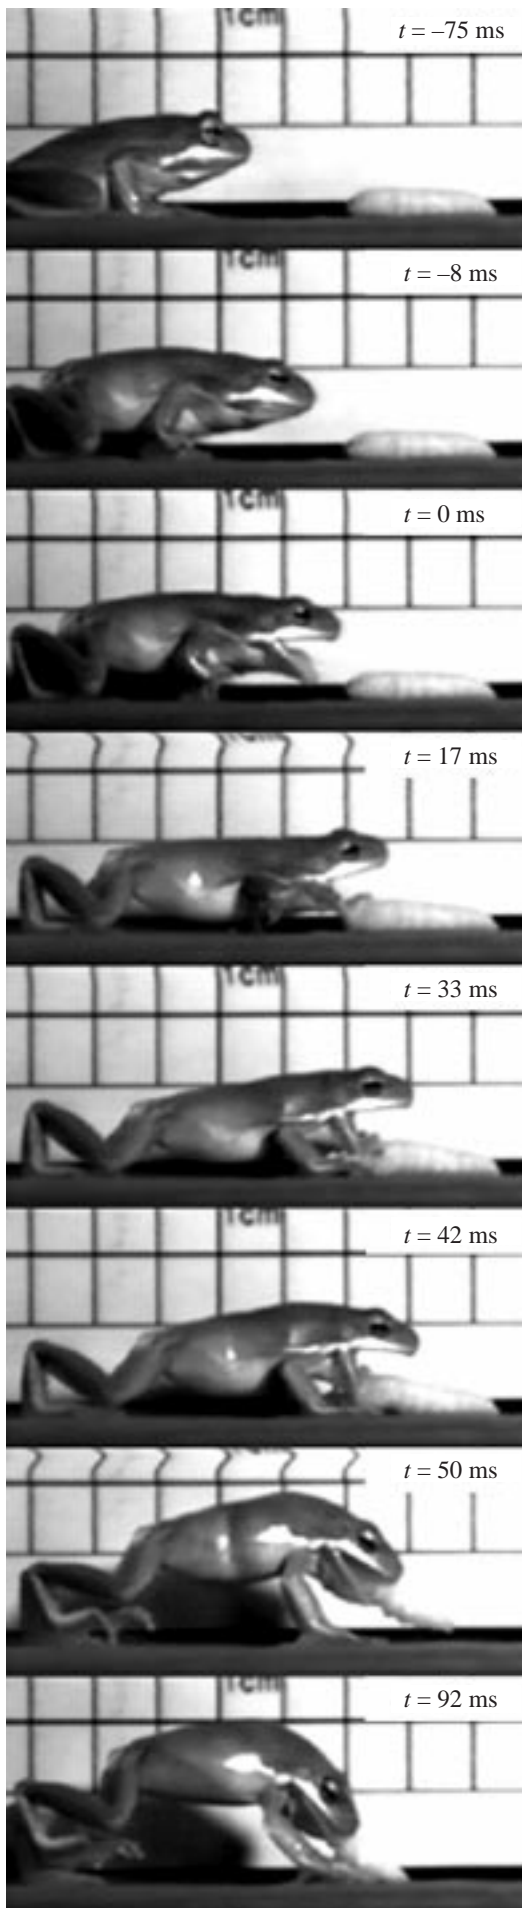 1cm
t = –75 ms
1cm
t = –8 ms
1cm
t = 0 ms
t = 17 ms
1cm
t = 33 ms
1cm
t = 42 ms
t = 50 ms
1cm
t = 92 ms